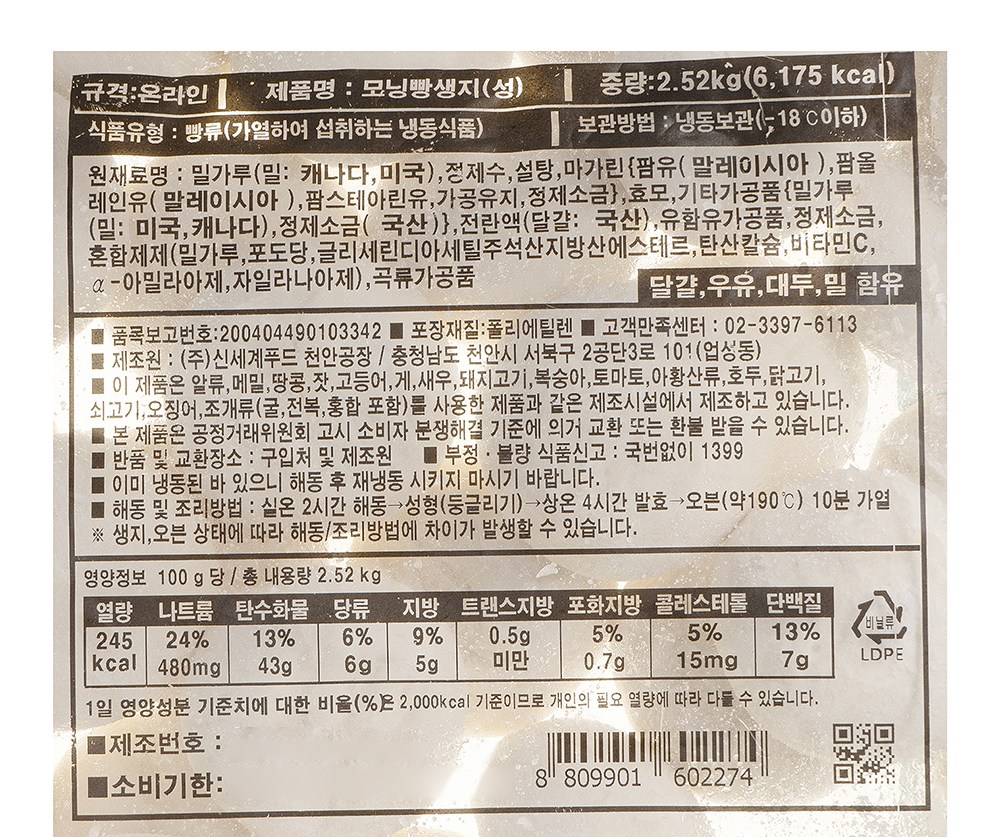 규격:온라인 | 제품명 : 모닝빵생지(성) | 중량:2.52kg(6,175 kcal)
식품유형 : 빵류(가열하여 섭취하는 냉동식품) | 보관방법 : 냉동보관(-18℃이하)
원재료명 : 밀가루(밀: 캐나다,미국),정제수,설탕,마가린{팜유( 말레이시아 ),팜올
레인유( 말레이시아 ),팜스테아린유,가공유지,정제소금},효모,기타가공품{밀가루
(밀: 미국,캐나다),정제소금( 국산)},전란액(달걀: 국산),유함유가공품,정제소금,
혼합제제(밀가루,포도당,글리세린디아세틸주석산지방산에스테르,탄산칼슘,비타민C,
α-아밀라아제,자일라나아제),곡류가공품
달걀,우유,대두,밀 함유
■ 품목보고번호:200404490103342 ■ 포장재질:폴리에틸렌 ■ 고객만족센터 : 02-3397-6113
■ 제조원 : (주)신세계푸드 천안공장 / 충청남도 천안시 서북구 2공단3로 101(업성동)
■ 이 제품은 알류,메밀,땅콩,잣,고등어,게,새우,돼지고기,복숭아,토마토,아황산류,호두,닭고기,
쇠고기,오징어,조개류(굴,전복,홍합 포함)를 사용한 제품과 같은 제조시설에서 제조하고 있습니다.
■ 본 제품은 공정거래위원회 고시 소비자 분쟁해결 기준에 의거 교환 또는 환불 받을 수 있습니다.
■ 반품 및 교환장소 : 구입처 및 제조원 ■ 부정 · 불량 식품신고 : 국번없이 1399
■ 이미 냉동된 바 있으니 해동 후 재냉동 시키지 마시기 바랍니다.
■ 해동 및 조리방법 : 실온 2시간 해동→성형(둥글리기)→상온 4시간 발효→오븐(약190℃) 10분 가열
※ 생지,오븐 상태에 따라 해동/조리방법에 차이가 발생할 수 있습니다.
영양정보 100 g 당 / 총 내용량 2.52 kg
열량 나트륨 탄수화물 당류 지방 트랜스지방 포화지방 콜레스테롤 단백질
245 24% 13% 6% 9% 0.5g 5% 5% 13%
kcal 480mg 43g 6g 5g 미만 0.7g 15mg 7g
비닐류
LDPE
1일 영양성분 기준치에 대한 비율(%)은 2,000kcal 기준이므로 개인의 필요 열량에 따라 다를 수 있습니다.
■제조번호 :
■소비기한:
8 809901 602274